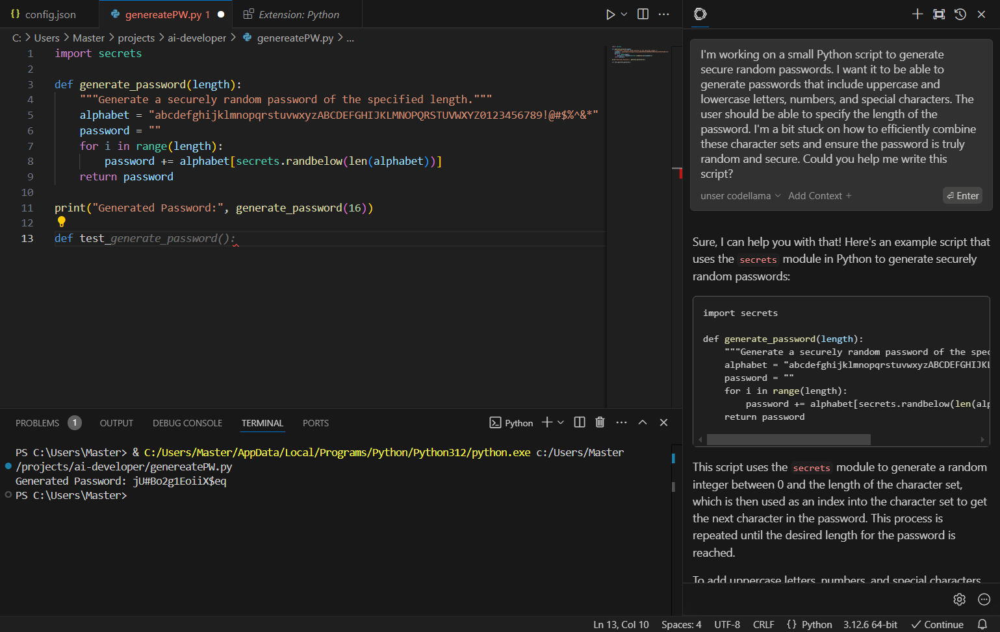 {} config.json
genereatePW.py 1
Extension: Python
C: > Users > Master > projects > ai-developer > genereatePW.py > ...
1 import secrets
2
3 def generate_password(length):
4 """Generate a securely random password of the specified length."""
5 alphabet = "abcdefghijklmnopqrstuvwxyzABCDEFGHIJKLMNOPQRSTUVWXYZ0123456789!@#$%^&*"
6 password = ""
7 for i in range(length):
8 password += alphabet[secrets.randbelow(len(alphabet))]
9 return password
10
11 print("Generated Password:", generate_password(16))
12
13 def test_generate_password():
PROBLEMS 1 OUTPUT DEBUG CONSOLE TERMINAL PORTS
Python
PS C:\Users\Master> & C:/Users/Master/AppData/Local/Programs/Python/Python312/python.exe c:/Users/Master
/projects/ai-developer/genereatePW.py
Generated Password: jU#Bo2g1EoiiX$eq
PS C:\Users\Master>
I'm working on a small Python script to generate
secure random passwords. I want it to be able to
generate passwords that include uppercase and
lowercase letters, numbers, and special characters. The
user should be able to specify the length of the
password. I'm a bit stuck on how to efficiently combine
these character sets and ensure the password is truly
random and secure. Could you help me write this
script?
unser codellama Add Context + ⏎ Enter
Sure, I can help you with that! Here's an example script that
uses the secrets module in Python to generate securely
random passwords:
import secrets
def generate_password(length):
"""Generate a securely random password of the spec
alphabet = "abcdefghijklmnopqrstuvwxyzABCDEFGHIJKL
password = ""
for i in range(length):
password += alphabet[secrets.randbelow(len(alp
return password
This script uses the secrets module to generate a random
integer between 0 and the length of the character set,
which is then used as an index into the character set to get
the next character in the password. This process is
repeated until the desired length for the password is
reached.
To add uppercase letters, numbers, and special characters
Ln 13, Col 10 Spaces: 4 UTF-8 CRLF {} Python 3.12.6 64-bit Continue